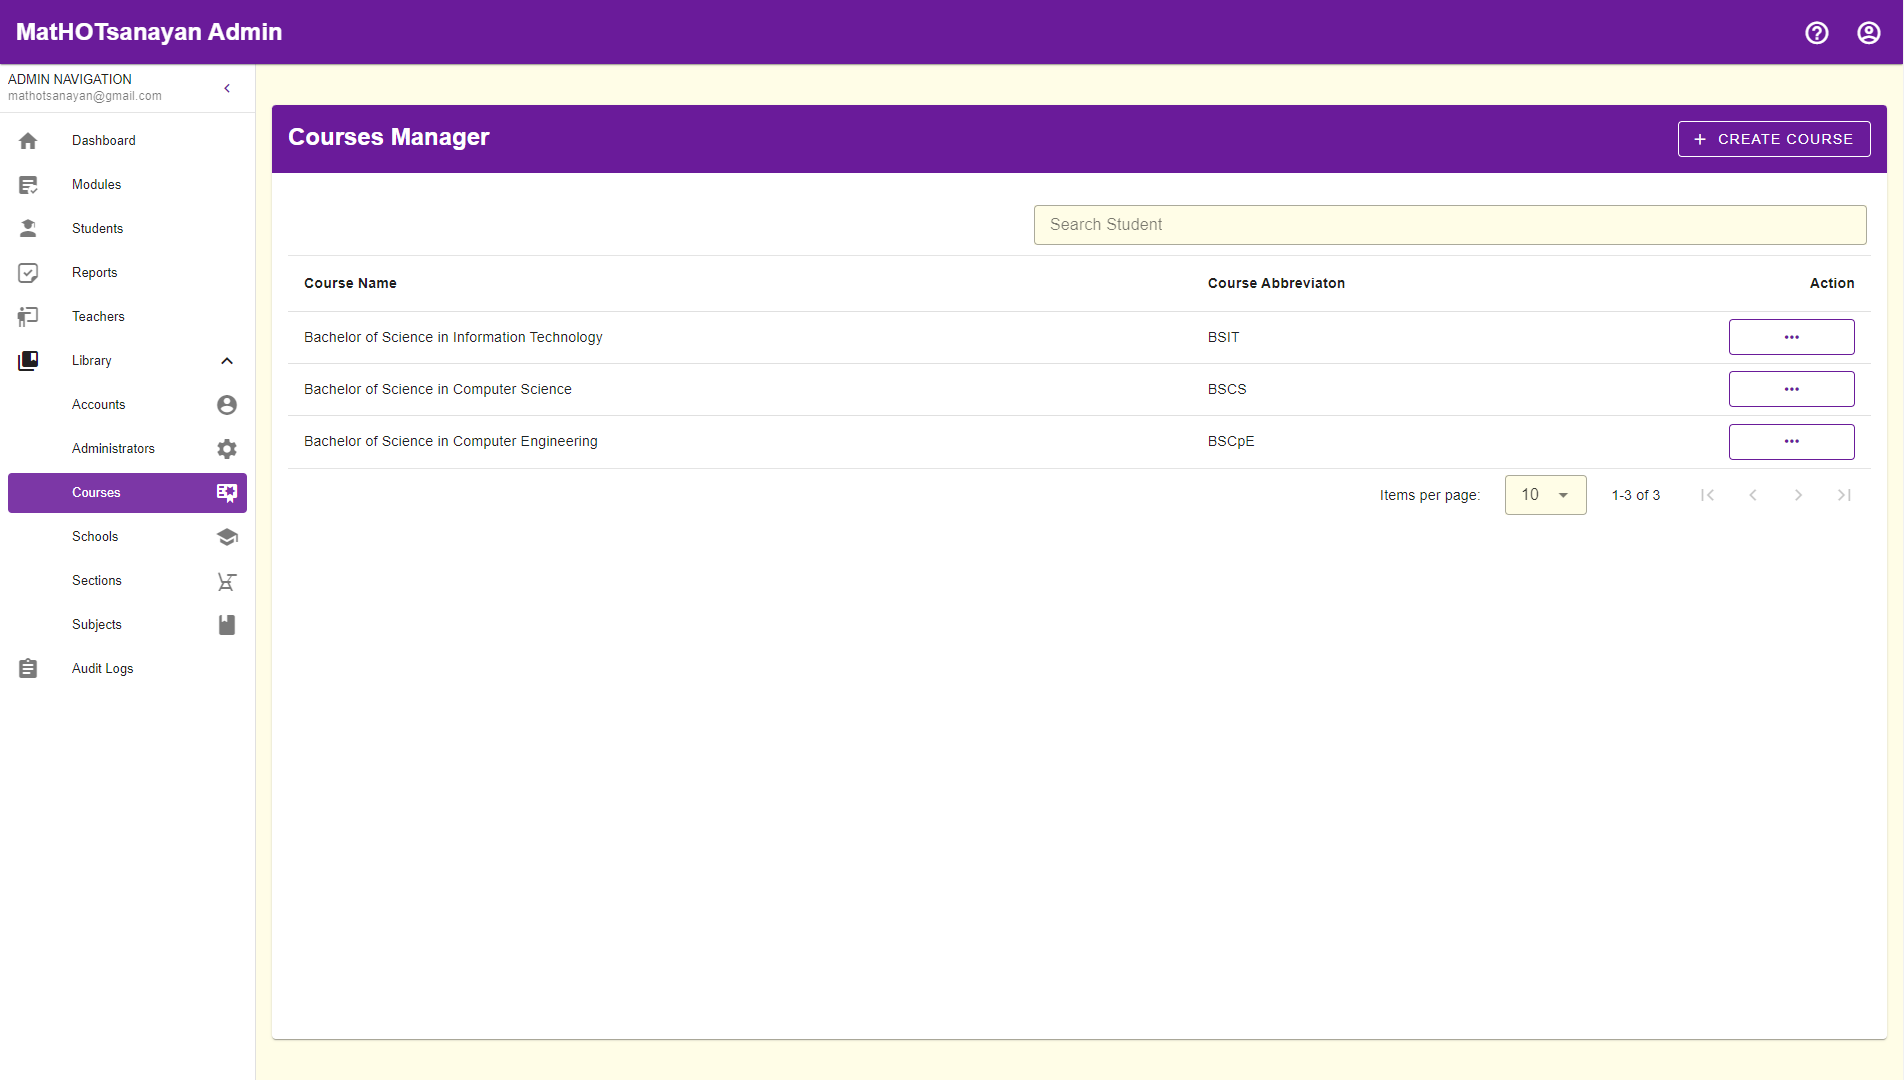 MatHOTsanayan Admin
ADMIN NAVIGATION
mathotsanayan@gmail.com
Dashboard
Modules
Students
Reports
Teachers
Library
Accounts
Administrators
Courses
Schools
Sections
Subjects
Audit Logs
Courses Manager
CREATE COURSE
Search Student
Course Name Course Abbreviaton Action
Bachelor of Science in Information Technology BSIT
Bachelor of Science in Computer Science BSCS
Bachelor of Science in Computer Engineering BSCpE
Items per page: 10 1-3 of 3